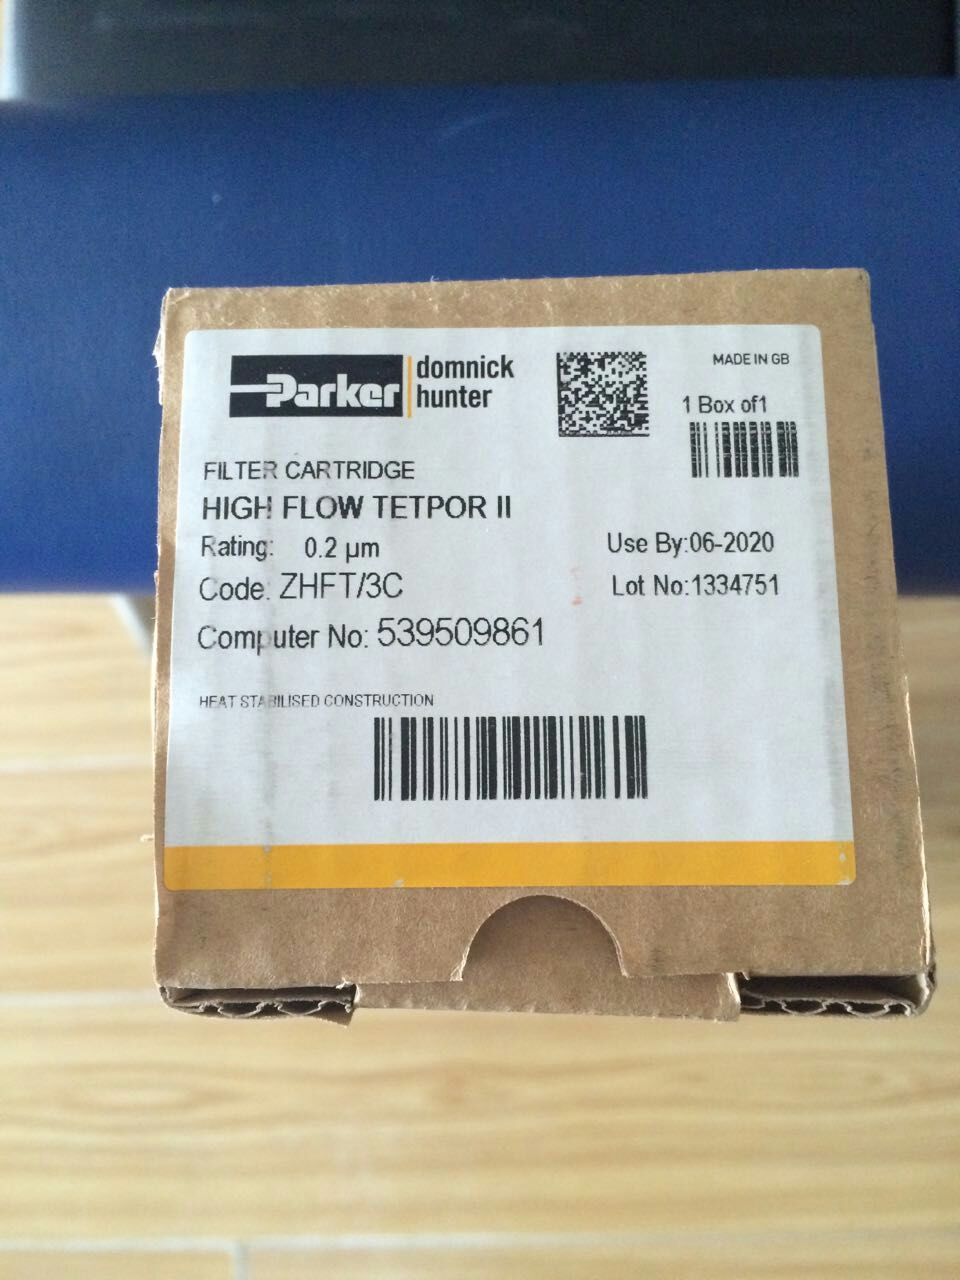 Parker domnick hunter
MADE IN GB
1 Box of1
FILTER CARTRIDGE
HIGH FLOW TETPOR II
Rating: 0.2 µm
Use By:06-2020
Code: ZHFT/3C
Lot No:1334751
Computer No: 539509861
HEAT STABILISED CONSTRUCTION